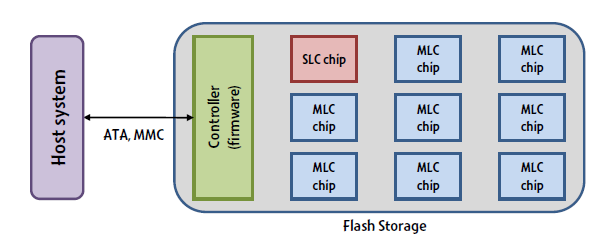 Host system
ATA, MMC
Controller
(firmware)
SLC chip
MLC
chip
MLC
chip
MLC
chip
MLC
chip
MLC
chip
MLC
chip
MLC
chip
MLC
chip
Flash Storage